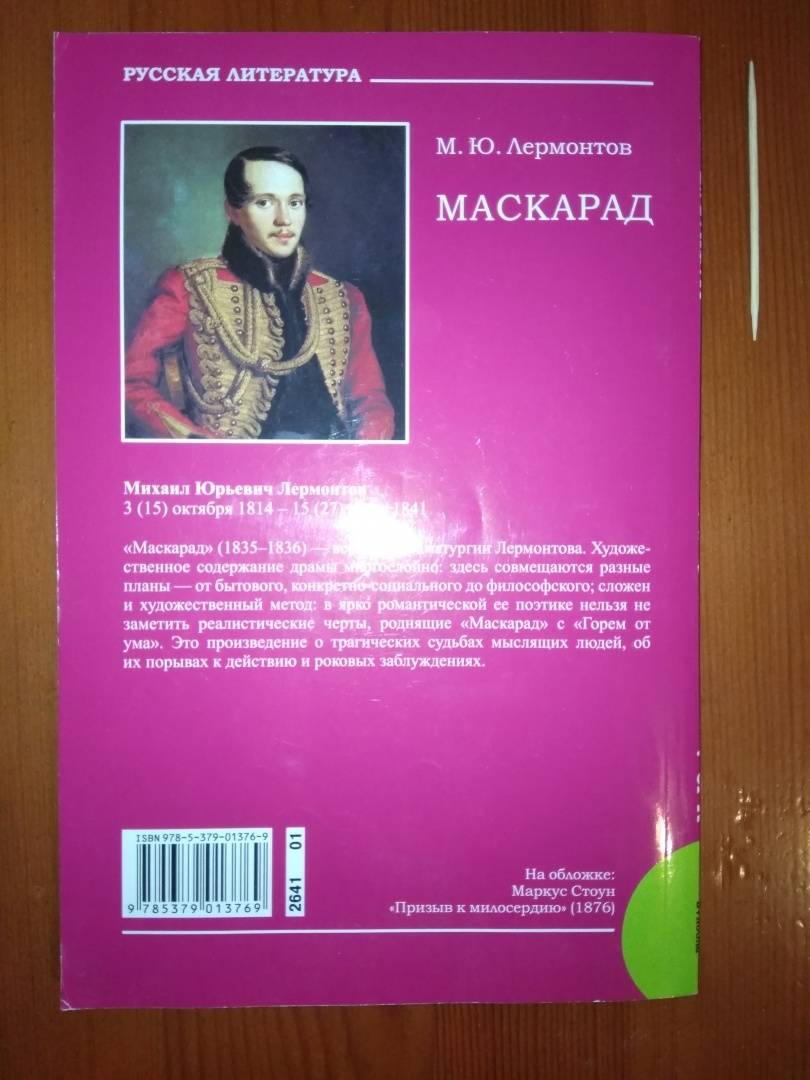 РУССКАЯ ЛИТЕРАТУРА
М. Ю. Лермонтов
МАСКАРАД
Михаил Юрьевич Лермонтов
3 (15) октября 1814 – 15 (27) 1841
«Маскарад» (1835–1836) — Лермонтова. Художе-
ственное содержание драмы многослойно: здесь совмещаются разные
планы — от бытового, конкретно-социального до философского; сложен
и художественный метод: в ярко романтической ее поэтике нельзя не
заметить реалистические черты, роднящие «Маскарад» с «Горем от
ума». Это произведение о трагических судьбах мыслящих людей, об
их порывах к действию и роковых заблуждениях.
ISBN 978-5-379-01376-9
9 785379 013769
2641 01
На обложке:
Маркус Стоун
«Призыв к милосердию» (1876)